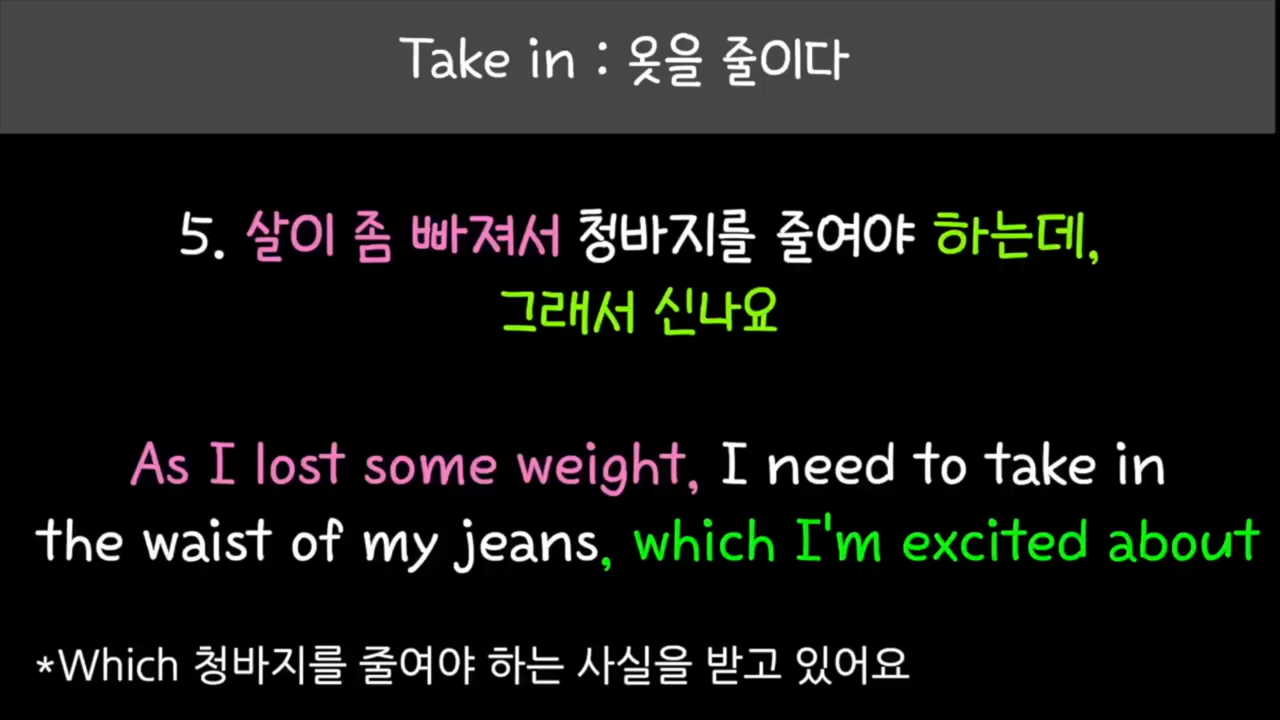 Take in : 옷을 줄이다
5. 살이 좀 빠져서 청바지를 줄여야 하는데,
그래서 신나요
As I lost some weight, I need to take in
the waist of my jeans, which I'm excited about
*Which 청바지를 줄여야 하는 사실을 받고 있어요